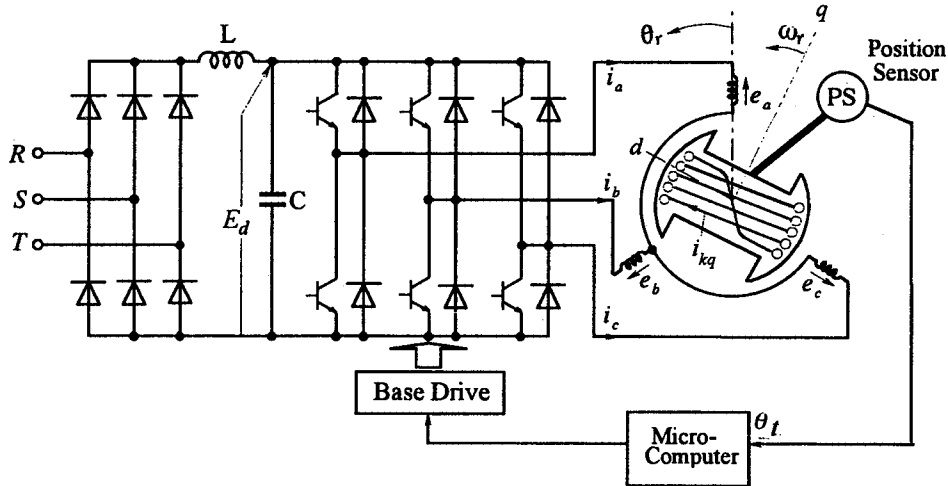 L
θr
ωr
q
Position
Sensor
PS
ia
ea
R
S
T
Ed
C
ib
d
ikq
eb
ec
ic
Base Drive
Micro-
Computer
θt